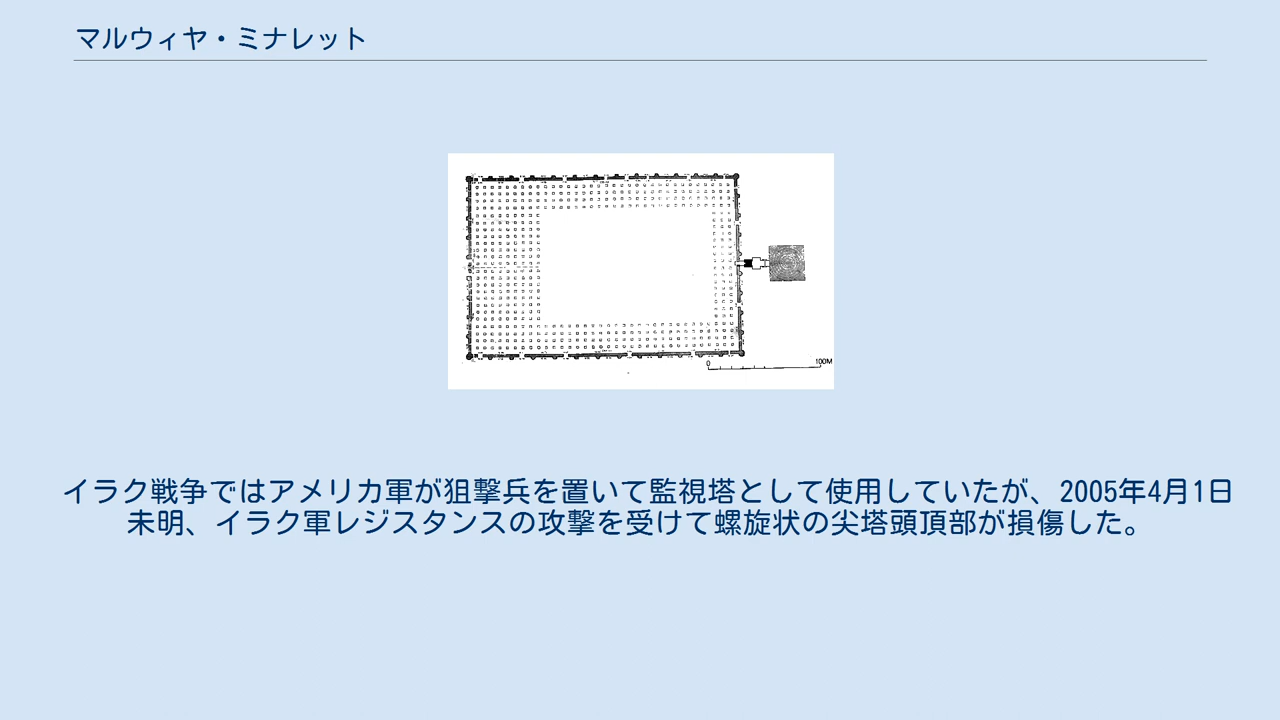 マルウィヤ・ミナレット
0 100M
イラク戦争ではアメリカ軍が狙撃兵を置いて監視塔として使用していたが、2005年4月1日
未明、イラク軍レジスタンスの攻撃を受けて螺旋状の尖塔頭頂部が損傷した。